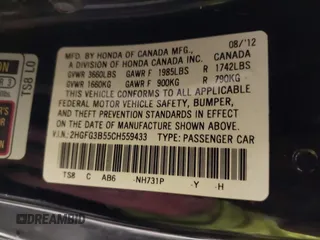 MFD. BY HONDA OF CANADA MFG., 08/'12
A DIVISION OF HONDA CANADA INC. CANADA
GVWR 3660LBS GAWR F 1985LBS R 1742LBS
GVWR 1660KG GAWR F 900KG R 790KG
THIS VEHICLE CONFORMS TO ALL APPLICABLE
FEDERAL MOTOR VEHICLE SAFETY, BUMPER,
AND THEFT PREVENTION STANDARDS IN EFFECT
ON THE DATE OF MANUFACTURE SHOWN ABOVE.
V.I.N.: 2HGFG3B55CH559433 TYPE: PASSENGER CAR
TS8 C AB6 NH731P Y H
TS8 L0
DREAMBID